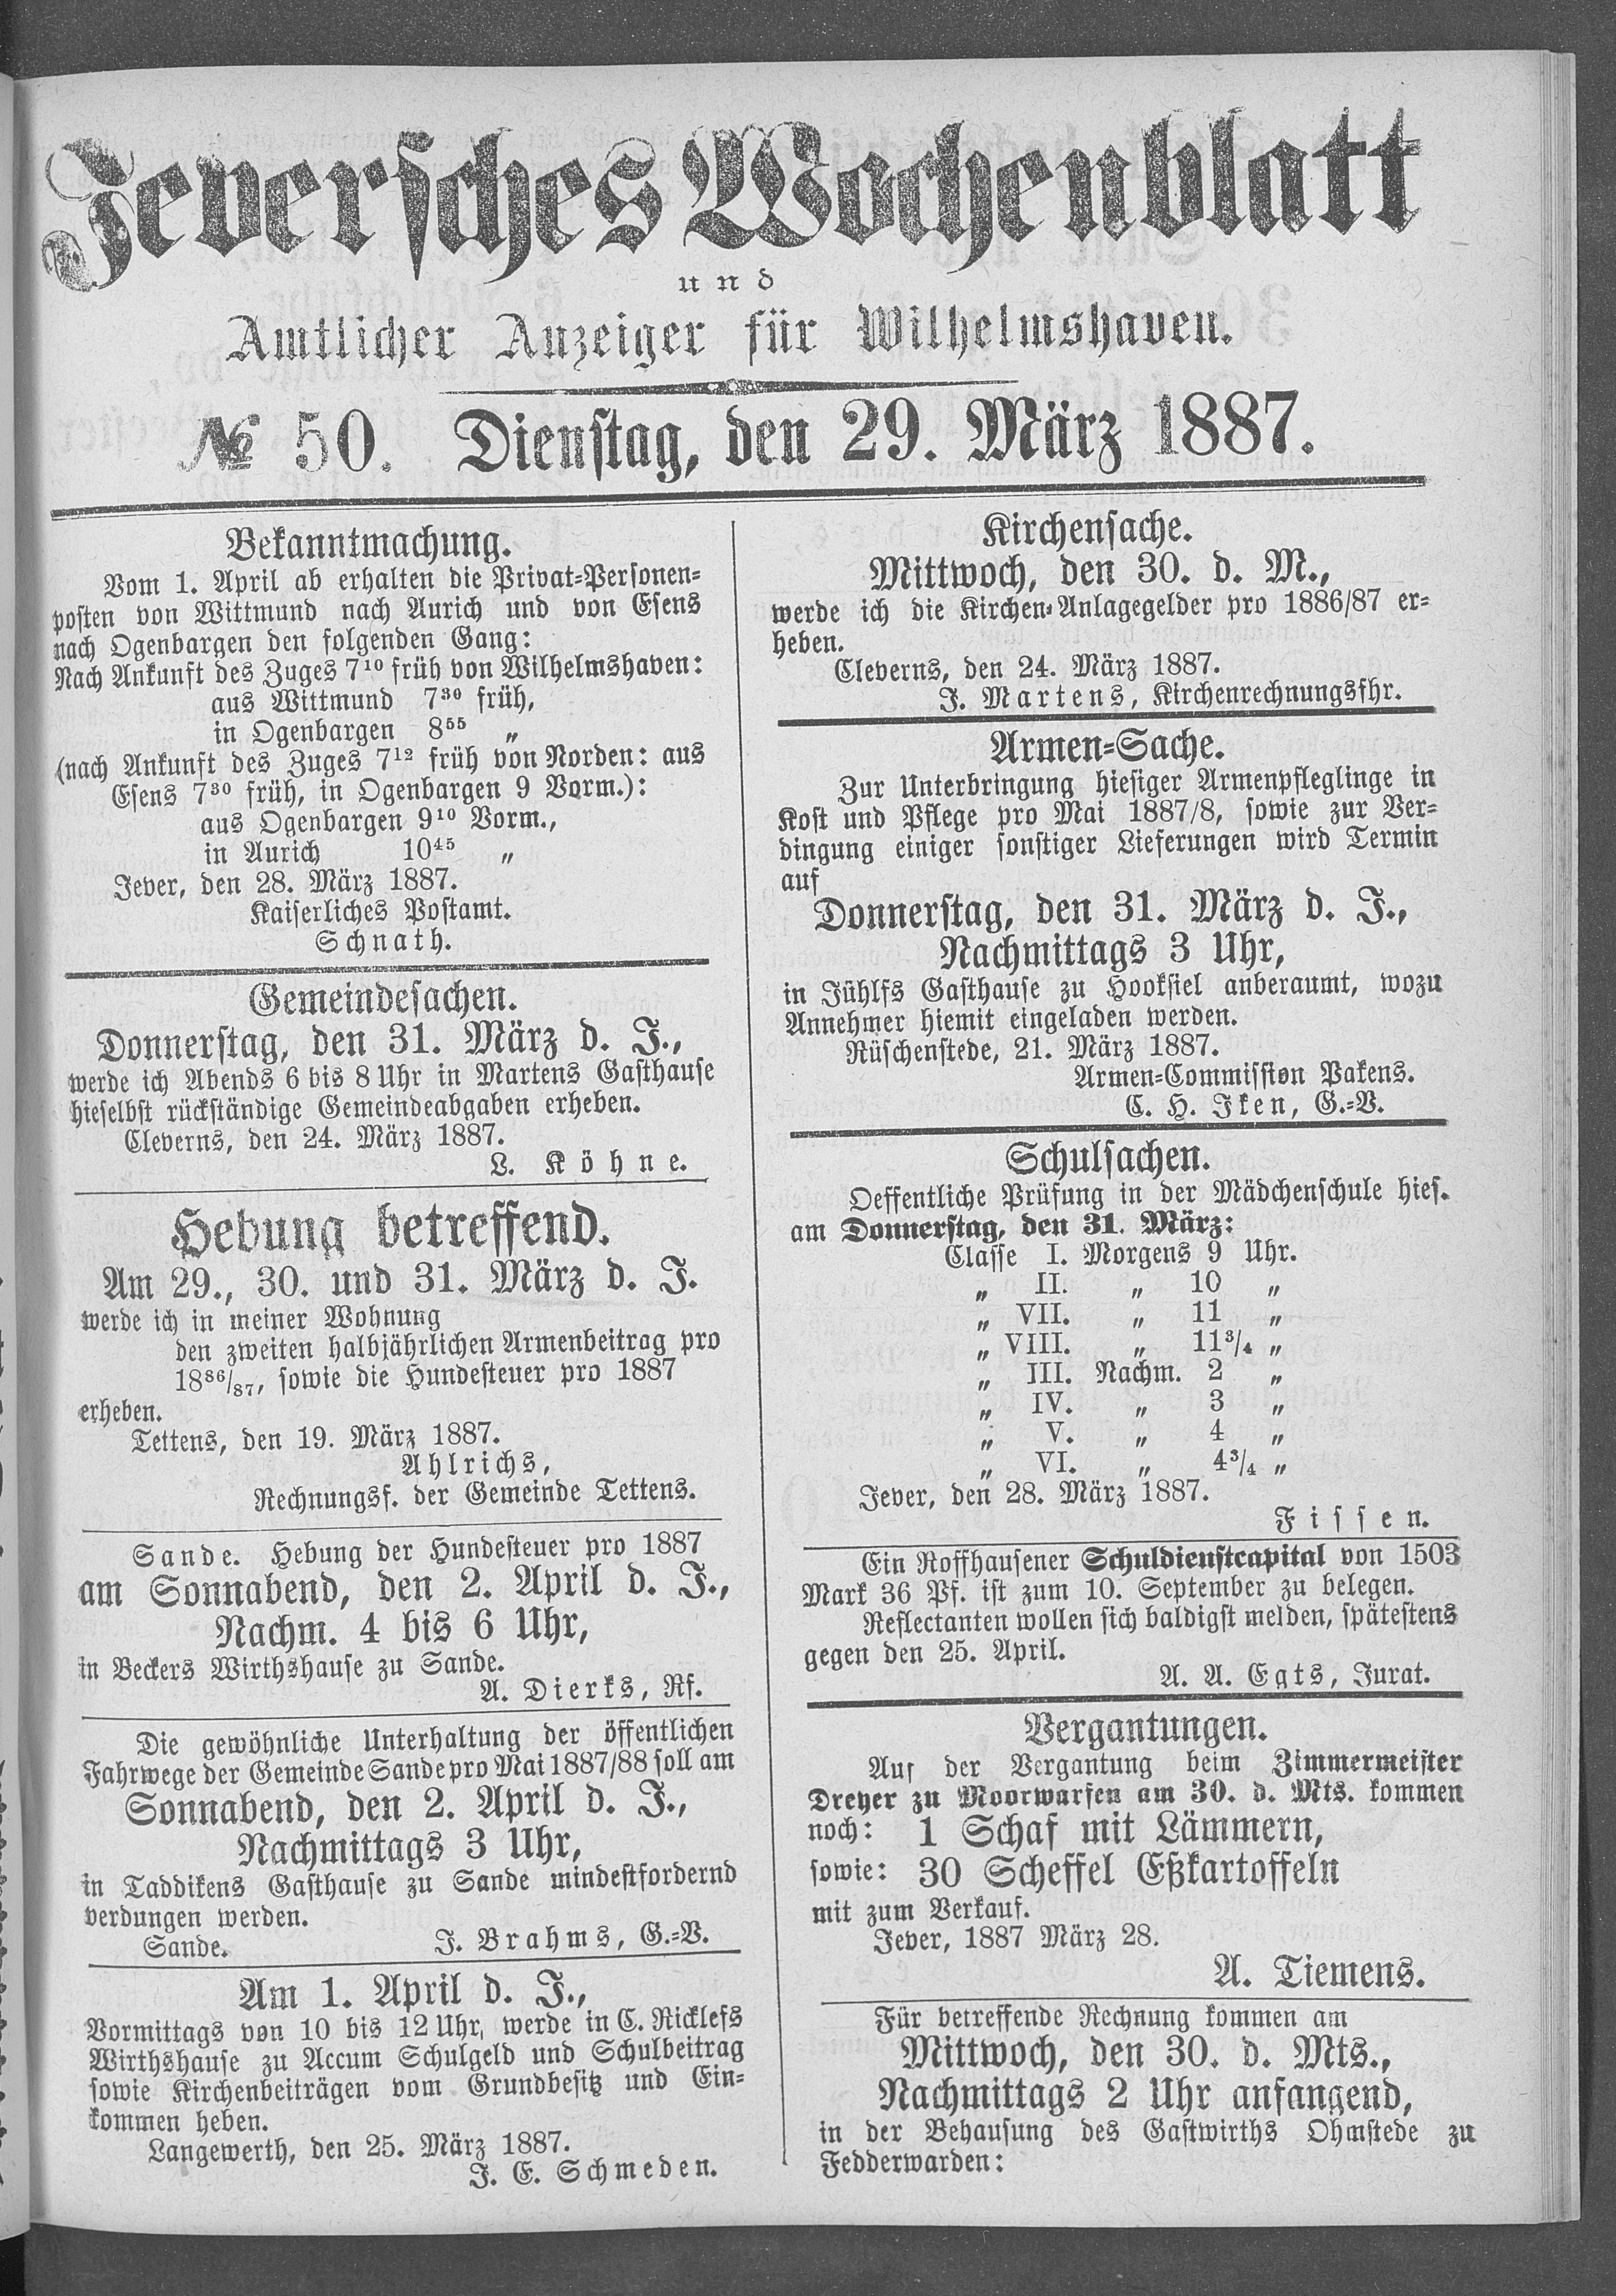 Jeversches Wochenblatt
und
Amtlicher Anzeiger für Wilhelmshaven.
№ 50. Dienstag, den 29. März 1887.
Bekanntmachung.
Vom 1. April ab erhalten die Privat-Personen-
posten von Wittmund nach Aurich und von Esens
nach Ogenbargen den folgenden Gang:
Nach Ankunft des Zuges 7¹⁰ früh von Wilhelmshaven:
aus Wittmund 7³⁰ früh,
in Ogenbargen 8⁵⁵ „
(nach Ankunft des Zuges 7¹² früh von Norden: aus
Esens 7³⁰ früh, in Ogenbargen 9 Vorm.):
aus Ogenbargen 9¹⁰ Vorm.,
in Aurich 10⁴⁵ „
Jever, den 28. März 1887.
Kaiserliches Postamt.
Schnath.
Gemeindesachen.
Donnerstag, den 31. März d. J.,
werde ich Abends 6 bis 8 Uhr in Martens Gasthause
hieselbst rückständige Gemeindeabgaben erheben.
Cleverns, den 24. März 1887.
L. Köhne.
Hebung betreffend.
Am 29., 30. und 31. März d. J.
werde ich in meiner Wohnung
den zweiten halbjährlichen Armenbeitrag pro
18⁸⁶/₈₇, sowie die Hundesteuer pro 1887
erheben.
Tettens, den 19. März 1887.
Ahlrichs,
Rechnungsf. der Gemeinde Tettens.
Sande. Hebung der Hundesteuer pro 1887
am Sonnabend, den 2. April d. J.,
Nachm. 4 bis 6 Uhr,
in Beckers Wirthshause zu Sande.
A. Dierks, Rf.
Die gewöhnliche Unterhaltung der öffentlichen
Fahrwege der Gemeinde Sande pro Mai 1887/88 soll am
Sonnabend, den 2. April d. J.,
Nachmittags 3 Uhr,
in Taddikens Gasthause zu Sande mindestfordernd
verdungen werden.
Sande. J. Brahms, G.-V.
Am 1. April d. J.,
Vormittags von 10 bis 12 Uhr, werde in C. Ricklefs
Wirthshause zu Accum Schulgeld und Schulbeitrag
sowie Kirchenbeiträgen vom Grundbesitz und Ein-
kommen heben.
Langewerth, den 25. März 1887.
J. E. Schmeden.
Kirchensache.
Mittwoch, den 30. d. M.,
werde ich die Kirchen-Anlagegelder pro 1886/87 er-
heben.
Cleverns, den 24. März 1887.
J. Martens, Kirchenrechnungsfhr.
Armen-Sache.
Zur Unterbringung hiesiger Armenpfleglinge in
Kost und Pflege pro Mai 1887/8, sowie zur Ver-
dingung einiger sonstiger Lieferungen wird Termin
auf
Donnerstag, den 31. März d. J.,
Nachmittags 3 Uhr,
in Jühlfs Gasthause zu Hooksiel anberaumt, wozu
Annehmer hiemit eingeladen werden.
Rüschenstede, 21. März 1887.
Armen-Commission Pakens.
C. H. Iken, G.-V.
Schulsachen.
Oeffentliche Prüfung in der Mädchenschule hies.
am Donnerstag, den 31. März:
Classe I. Morgens 9 Uhr.
„ II. „ 10 „
„ VII. „ 11 „
„ VIII. „ 11³/₄ „
„ III. Nachm. 2 „
„ IV. „ 3 „
„ V. „ 4 „
„ VI. „ 4³/₄ „
Jever, den 28. März 1887.
Fissen.
Ein Roffhausener Schuldienstcapital von 1503
Mark 36 Pf. ist zum 10. September zu belegen.
Reflectanten wollen sich baldigst melden, spätestens
gegen den 25. April.
A. A. Egts, Jurat.
Vergantungen.
Auf der Vergantung beim Zimmermeister
Dreyer zu Moorwarfen am 30. d. Mts. kommen
noch: 1 Schaf mit Lämmern,
sowie: 30 Scheffel Eßkartoffeln
mit zum Verkauf.
Jever, 1887 März 28.
A. Tiemens.
Für betreffende Rechnung kommen am
Mittwoch, den 30. d. Mts.,
Nachmittags 2 Uhr anfangend,
in der Behausung des Gastwirths Ohmstede zu
Fedderwarden: